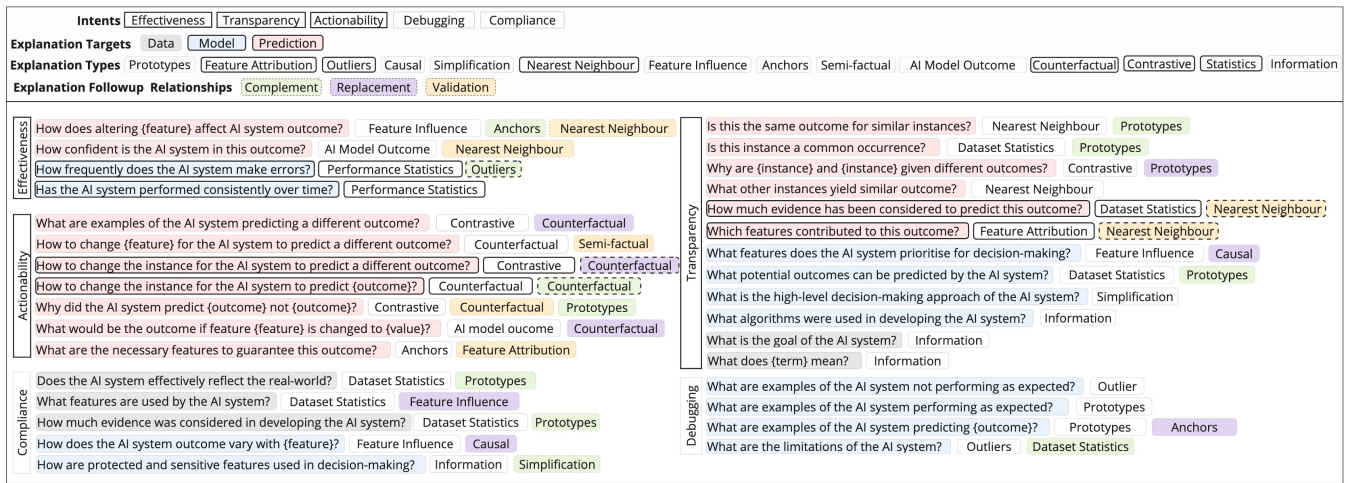 Intents Effectiveness Transparency Actionability Debugging Compliance
Explanation Targets Data Model Prediction
Explanation Types Prototypes Feature Attribution Outliers Causal Simplification Nearest Neighbour Feature Influence Anchors Semi-factual AI Model Outcome Counterfactual Contrastive Statistics Information
Explanation Followup Relationships Complement Replacement Validation
Effectiveness
How does altering {feature} affect AI system outcome? Feature Influence Anchors Nearest Neighbour
How confident is the AI system in this outcome? AI Model Outcome Nearest Neighbour
How frequently does the AI system make errors? Performance Statistics Outliers
Has the AI system performed consistently over time? Performance Statistics
Actionability
What are examples of the AI system predicting a different outcome? Contrastive Counterfactual
How to change {feature} for the AI system to predict a different outcome? Counterfactual Semi-factual
How to change the instance for the AI system to predict a different outcome? Contrastive Counterfactual
How to change the instance for the AI system to predict {outcome}? Counterfactual Counterfactual
Why did the AI system predict {outcome} not {outcome}? Contrastive Counterfactual Prototypes
What would be the outcome if feature {feature} is changed to {value}? AI model oucome Counterfactual
What are the necessary features to guarantee this outcome? Anchors Feature Attribution
Compliance
Does the AI system effectively reflect the real-world? Dataset Statistics Prototypes
What features are used by the AI system? Dataset Statistics Feature Influence
How much evidence was considered in developing the AI system? Dataset Statistics Prototypes
How does the AI system outcome vary with {feature}? Feature Influence Causal
How are protected and sensitive features used in decision-making? Information Simplification
Transparency
Is this the same outcome for similar instances? Nearest Neighbour Prototypes
Is this instance a common occurrence? Dataset Statistics Prototypes
Why are {instance} and {instance} given different outcomes? Contrastive Prototypes
What other instances yield similar outcome? Nearest Neighbour
How much evidence has been considered to predict this outcome? Dataset Statistics Nearest Neighbour
Which features contributed to this outcome? Feature Attribution Nearest Neighbour
What features does the AI system prioritise for decision-making? Feature Influence Causal
What potential outcomes can be predicted by the AI system? Dataset Statistics Prototypes
What is the high-level decision-making approach of the AI system? Simplification
What algorithms were used in developing the AI system? Information
What is the goal of the AI system? Information
What does {term} mean? Information
Debugging
What are examples of the AI system not performing as expected? Outlier
What are examples of the AI system performing as expected? Prototypes
What are examples of the AI system predicting {outcome}? Prototypes Anchors
What are the limitations of the AI system? Outliers Dataset Statistics